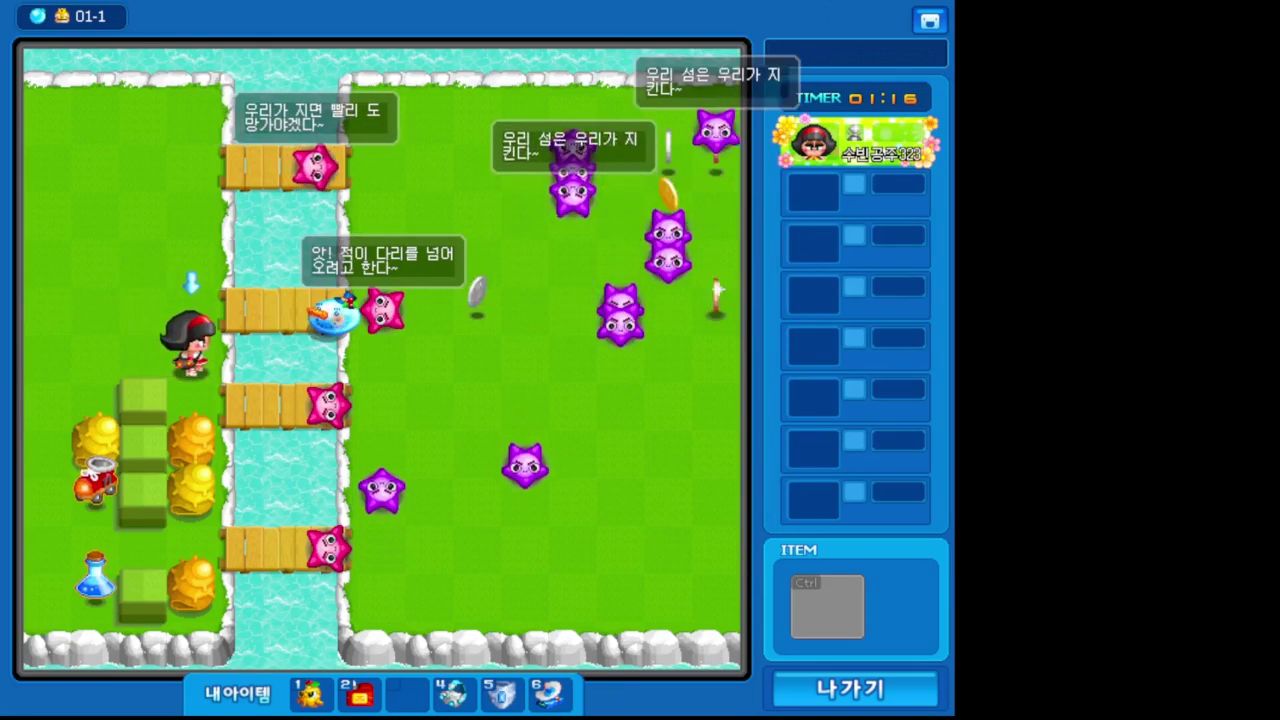 01-1
우리 섬은 우리가 지
킨다~
TIMER 01:16
우리가 지면 빨리 도
망가야겠다~
우리 섬은 우리가 지
킨다~
수빈공주323
앗! 적이 다리를 넘어
오려고 한다~
ITEM
Ctrl
내아이템
1 2 4 5 6
나가기